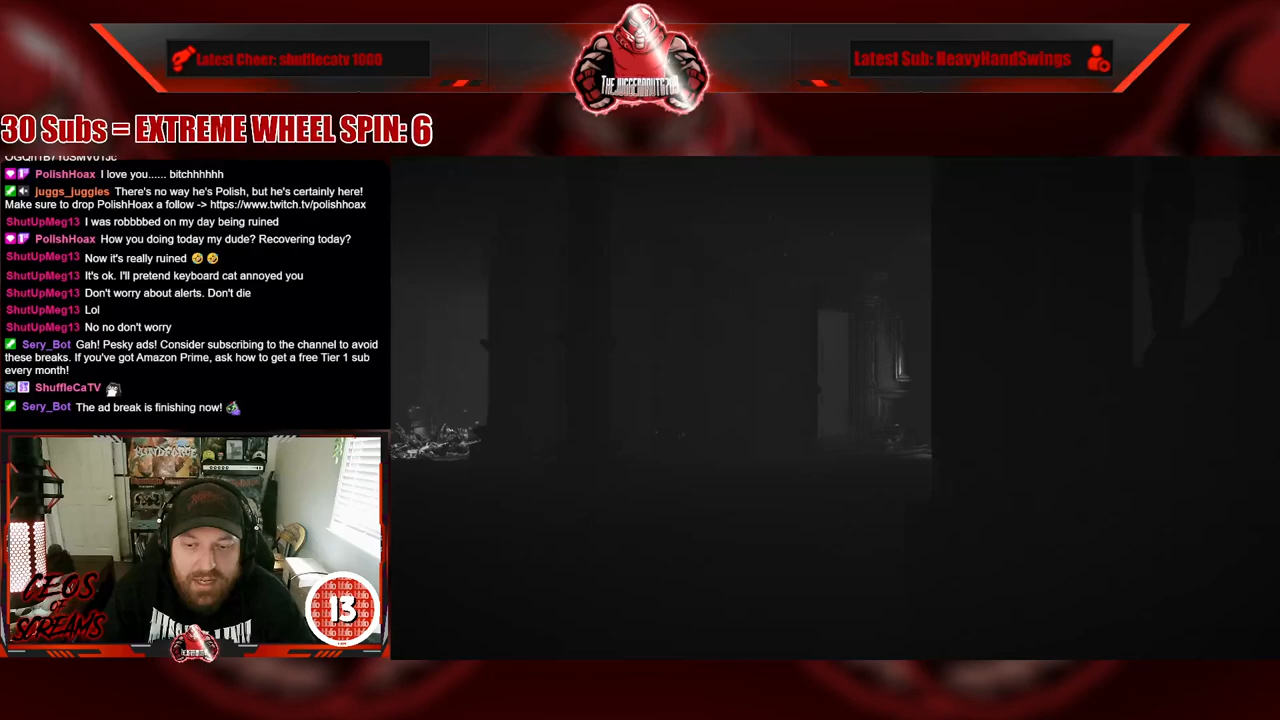 Latest Cheer: shufflecatv 1000
THEJUGGERNAUT6769
Latest Sub: HeavyHandSwings
30 Subs = EXTREME WHEEL SPIN: 6
PolishHoax I love you...... bitchhhhhh
juggs_juggies There's no way he's Polish, but he's certainly here!
Make sure to drop PolishHoax a follow -> https://www.twitch.tv/polishhoax
ShutUpMeg13 I was robbbbed on my day being ruined
PolishHoax How you doing today my dude? Recovering today?
ShutUpMeg13 Now it's really ruined 🤣 🤣
ShutUpMeg13 It's ok. I'll pretend keyboard cat annoyed you
ShutUpMeg13 Don't worry about alerts. Don't die
ShutUpMeg13 Lol
ShutUpMeg13 No no don't worry
Sery_Bot Gah! Pesky ads! Consider subscribing to the channel to avoid
these breaks. If you've got Amazon Prime, ask how to get a free Tier 1 sub
every month!
ShuffleCaTV
Sery_Bot The ad break is finishing now!
MINDFORCE
CEOS
OF
SCREAMS
13